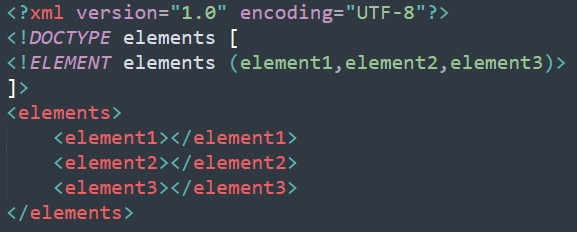 <?xml version="1.0" encoding="UTF-8"?>
<!DOCTYPE elements [
<!ELEMENT elements (element1,element2,element3)>
]>
<elements>
    <element1></element1>
    <element2></element2>
    <element3></element3>
</elements>